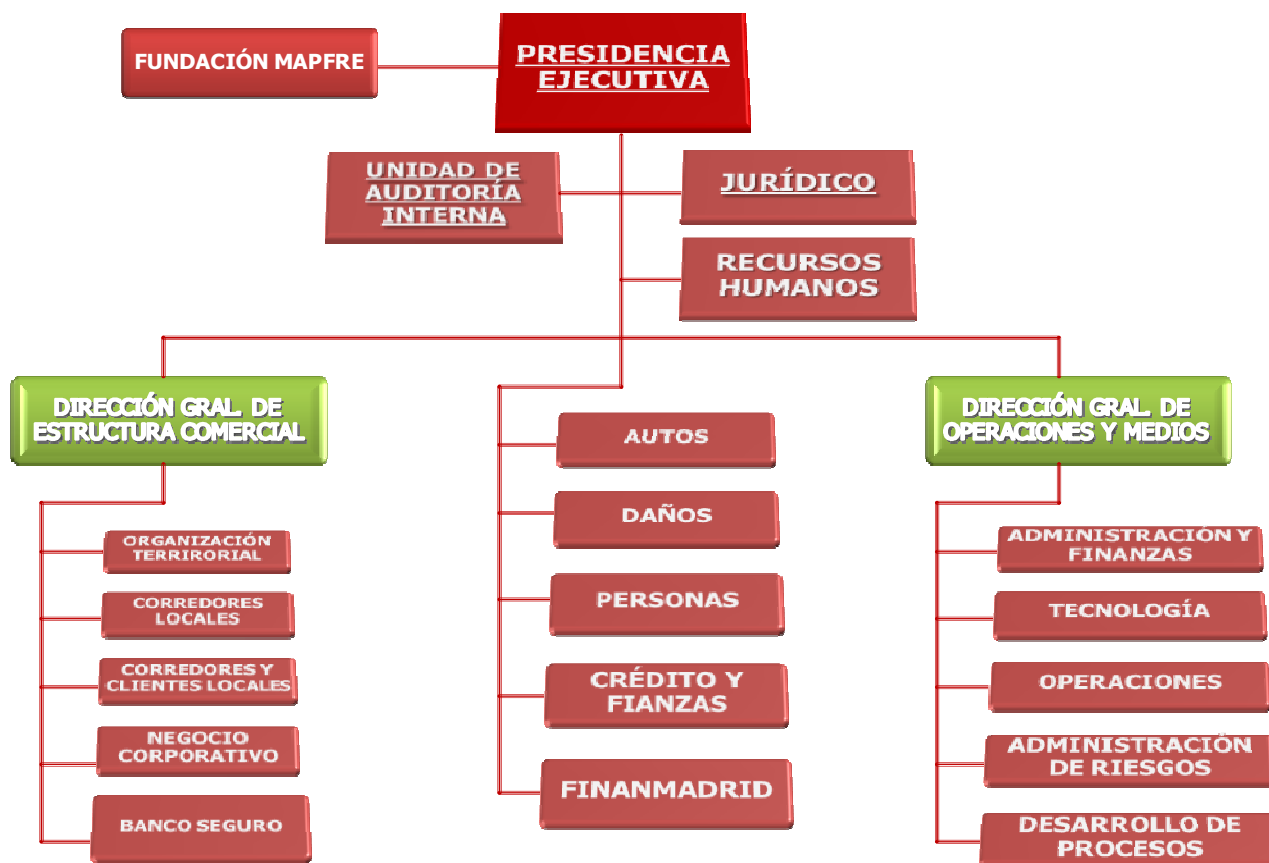 FUNDACIÓN MAPFRE
PRESIDENCIA
EJECUTIVA
UNIDAD DE
AUDITORÍA
INTERNA
JURÍDICO
RECURSOS
HUMANOS
DIRECCIÓN GRAL. DE
ESTRUCTURA COMERCIAL
ORGANIZACIÓN
TERRIRORIAL
CORREDORES
LOCALES
CORREDORES Y
CLIENTES LOCALES
NEGOCIO
CORPORATIVO
BANCO SEGURO
AUTOS
DAÑOS
PERSONAS
CRÉDITO Y
FIANZAS
FINANMADRID
DIRECCIÓN GRAL. DE
OPERACIONES Y MEDIOS
ADMINISTRACIÓN Y
FINANZAS
TECNOLOGÍA
OPERACIONES
ADMINISTRACIÓN
DE RIESGOS
DESARROLLO DE
PROCESOS